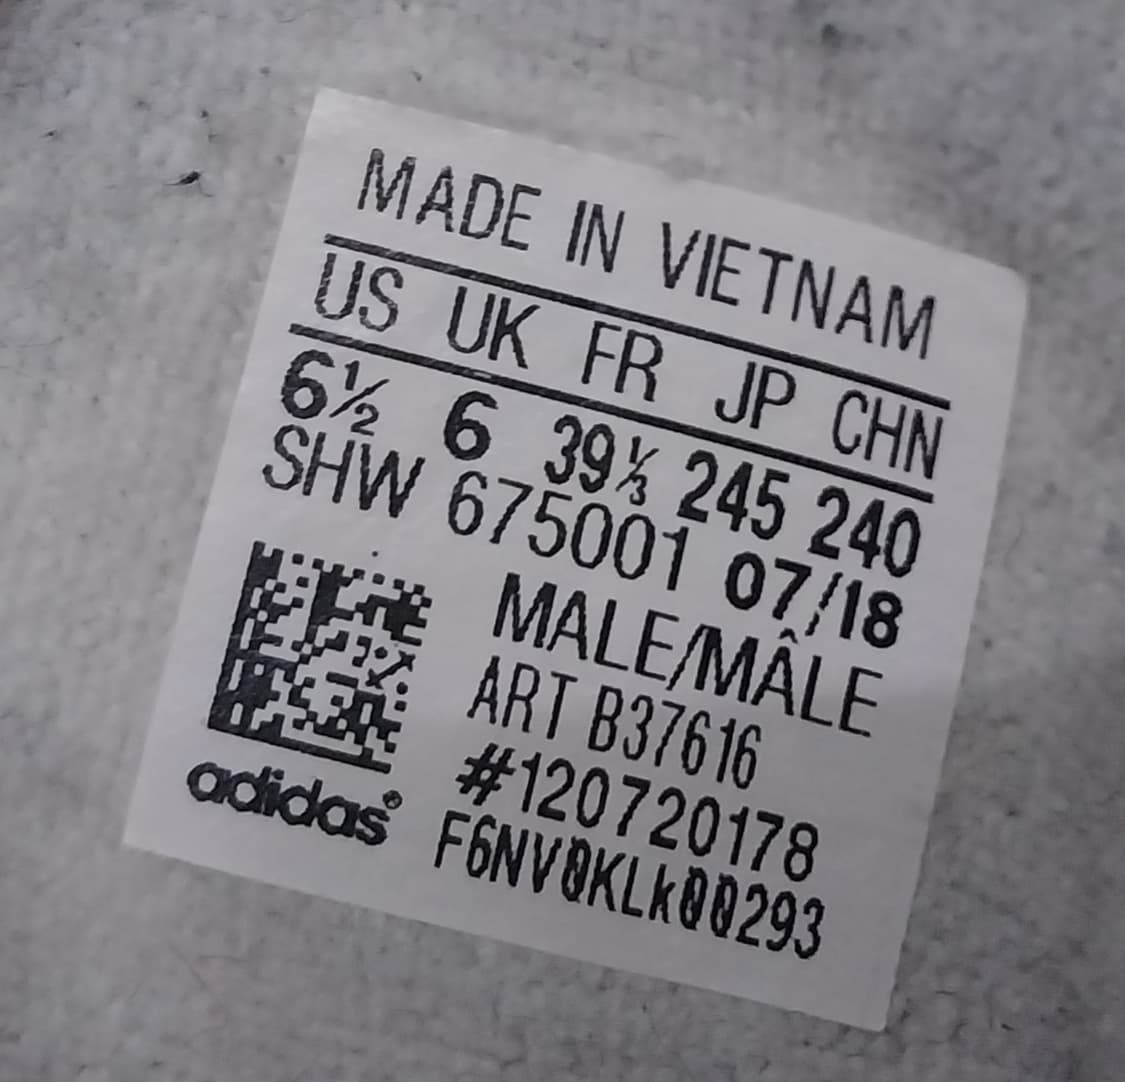 MADE IN VIETNAM
US UK FR JP CHN
6½ 6 39⅓ 245 240
SHW 675001 07/18
MALE/MÂLE
ART B37616
#120720178
adidas®
F6NV0KLk00293